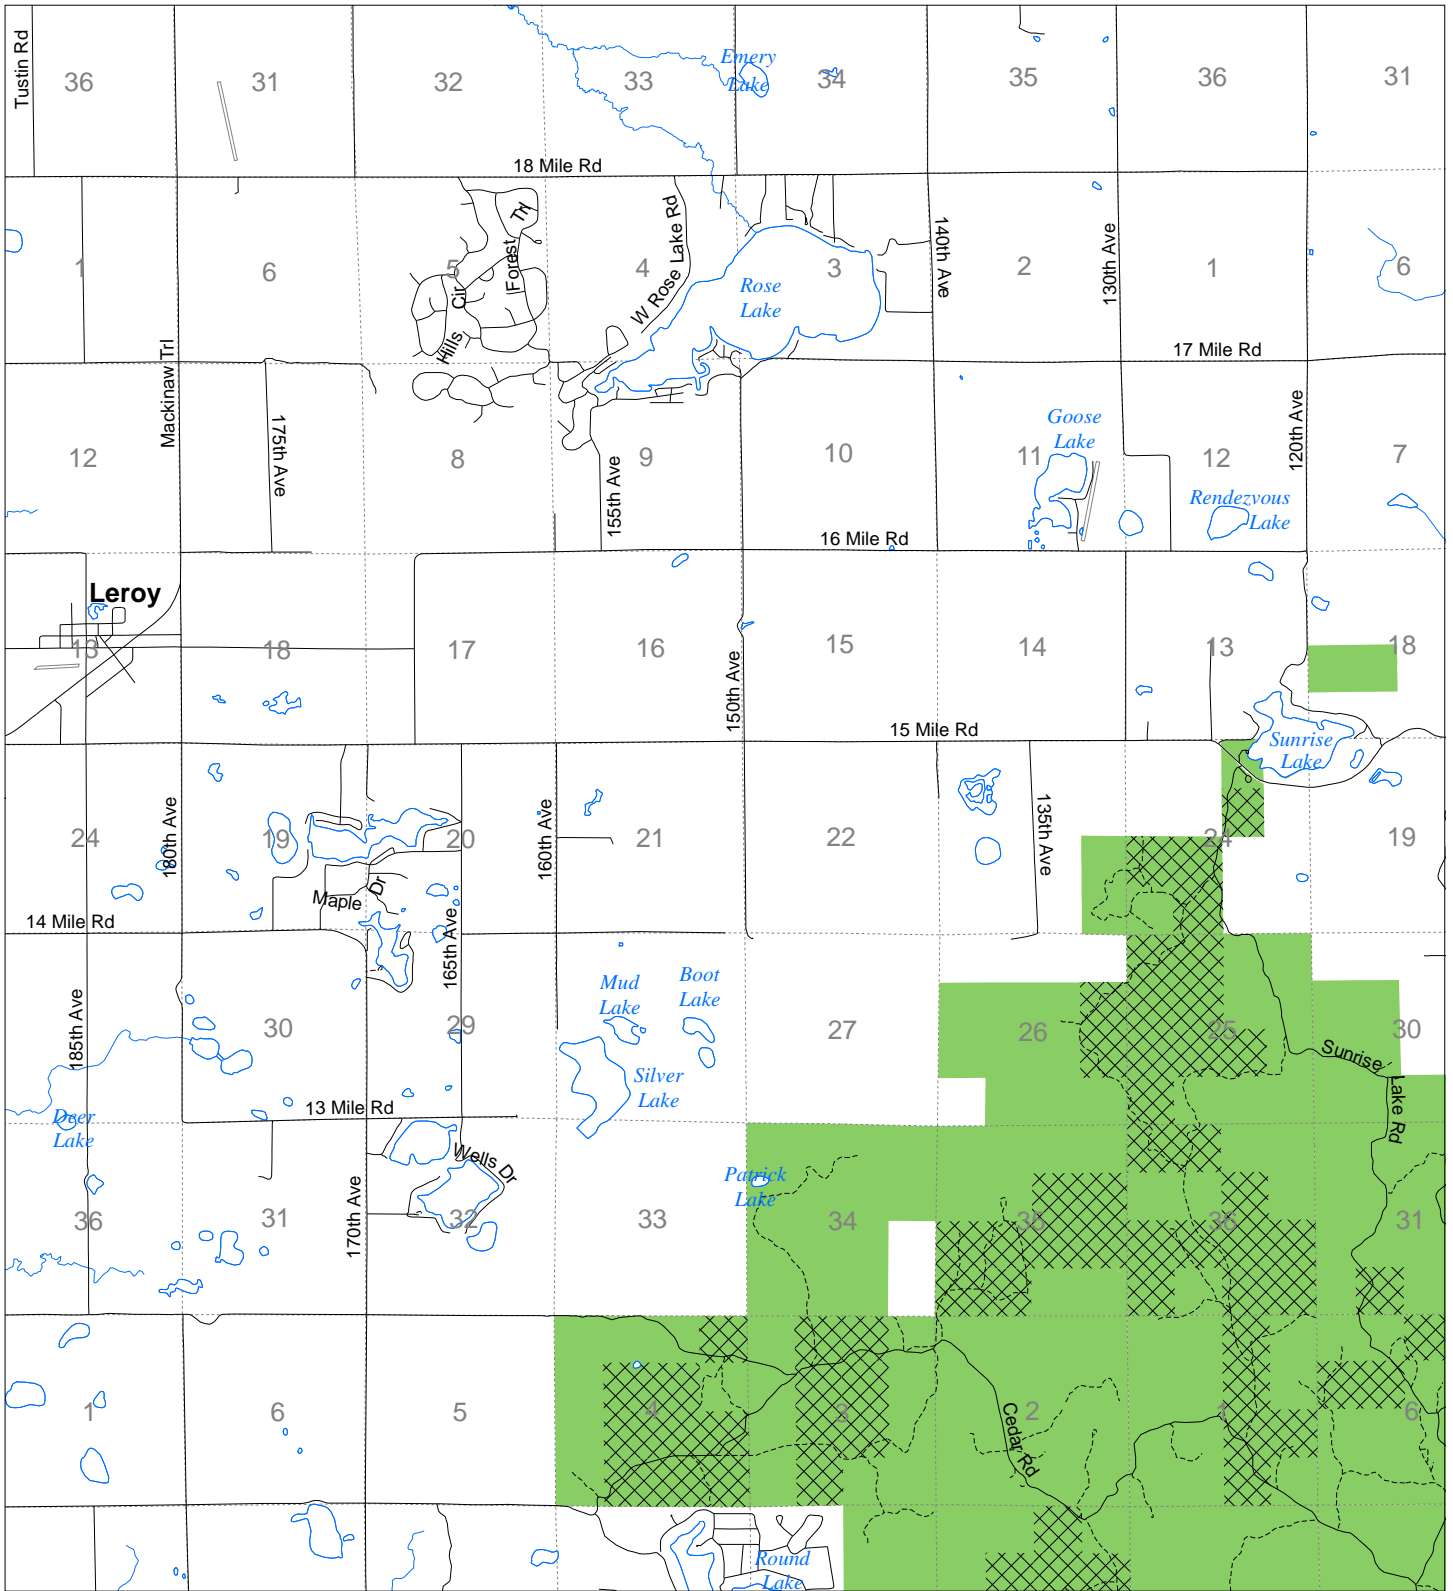 Tustin Rd
36
31
32
33
Emery
Lake
34
35
36
31
18 Mile Rd
1
6
5
Forest
Trl
Hills
Cir
4
W Rose Lake Rd
Rose
Lake
3
140th Ave
2
130th Ave
1
6
Mackinaw Trl
17 Mile Rd
12
175th Ave
8
155th Ave
9
10
Goose
Lake
11
12
Rendezvous
Lake
120th Ave
7
16 Mile Rd
Leroy
13
18
17
16
150th Ave
15
14
13
18
15 Mile Rd
Sunrise
Lake
24
180th Ave
19
20
160th Ave
21
22
135th Ave
24
19
Maple
Dr
14 Mile Rd
165th Ave
185th Ave
30
29
Mud
Lake
Boot
Lake
27
26
25
30
Sunrise
Lake Rd
Silver
Lake
13 Mile Rd
Deer
Lake
Wells Dr
Patrick
Lake
36
31
170th Ave
32
33
34
35
36
31
1
6
5
4
3
2
1
6
Cedar Rd
Round
Lake